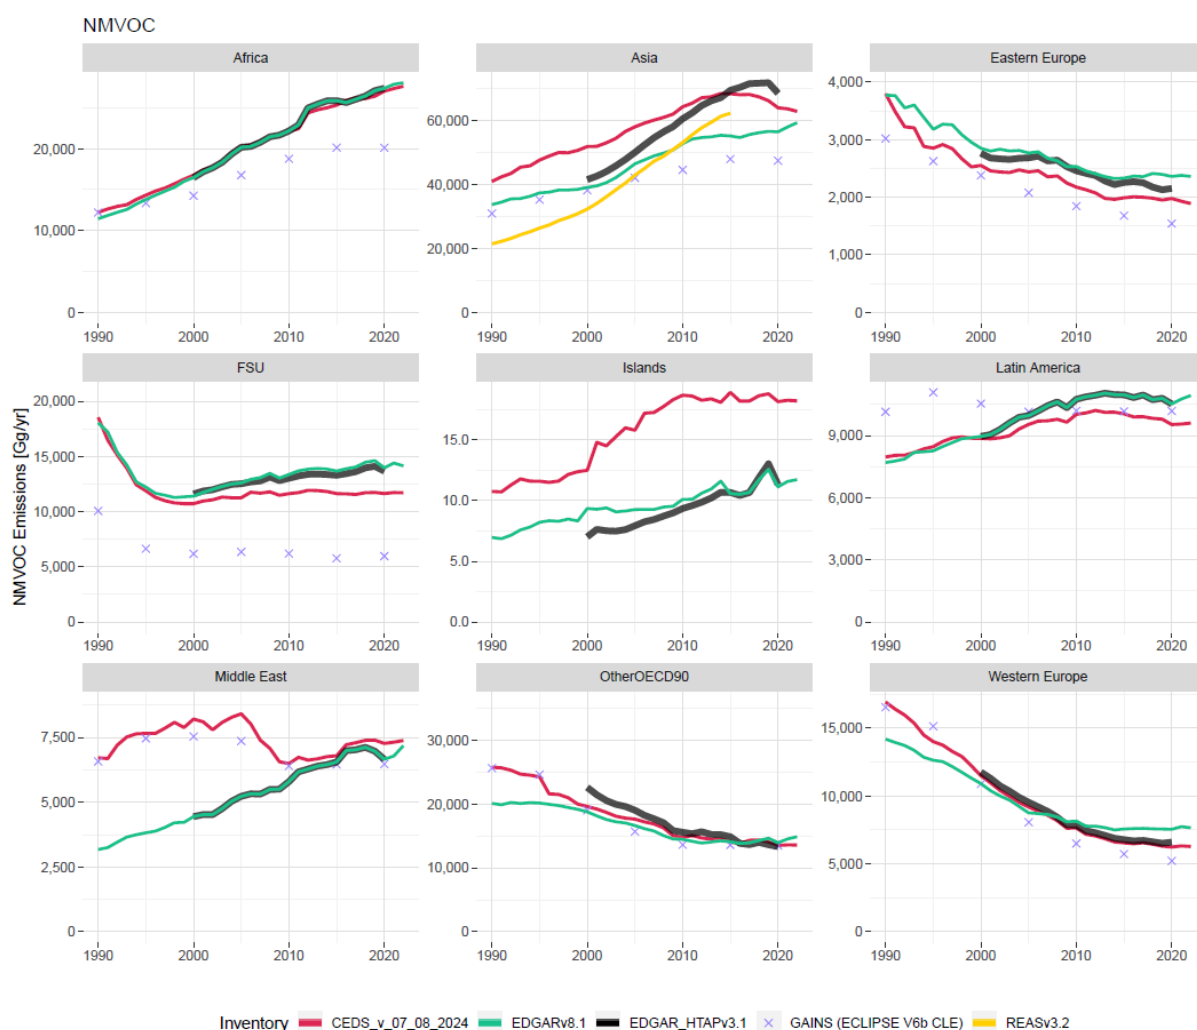 NMVOC
Africa Asia Eastern Europe
20,000
10,000
0
1990 2000 2010 2020
60,000
40,000
20,000
0
1990 2000 2010 2020
4,000
3,000
2,000
1,000
0
1990 2000 2010 2020
NMVOC Emissions [Gg/yr]
FSU Islands Latin America
20,000
15,000
10,000
5,000
0
1990 2000 2010 2020
15.0
10.0
5.0
0.0
1990 2000 2010 2020
9,000
6,000
3,000
0
1990 2000 2010 2020
Middle East OtherOECD90 Western Europe
7,500
5,000
2,500
0
1990 2000 2010 2020
30,000
20,000
10,000
0
1990 2000 2010 2020
15,000
10,000
5,000
0
1990 2000 2010 2020
Inventory CEDS_v_07_08_2024 EDGARv8.1 EDGAR_HTAPv3.1 GAINS (ECLIPSE V6b CLE) REASv3.2